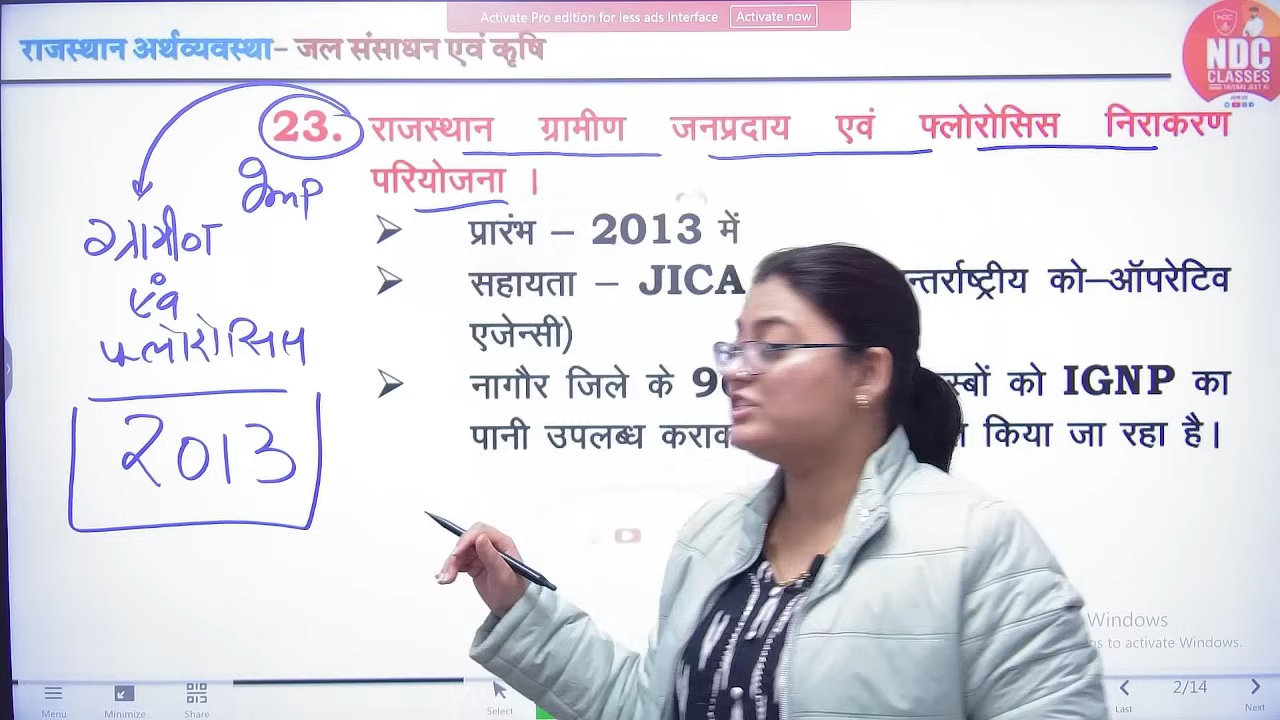 Activate Pro edition for less ads interface Activate now
राजस्थान अर्थव्यवस्था– जल संसाधन एवं कृषि
NDC
CLASSES
23. राजस्थान ग्रामीण जनप्रदाय एवं फ्लोरोसिस निराकरण
परियोजना ।
Imp
ग्रामीण
एवं
फ्लोरोसिस
2013
➢ प्रारंभ – 2013 में
➢ सहायता – JICA न्तर्राष्ट्रीय को–ऑपरेटिव
एजेन्सी)
➢ नागौर जिले के 9 स्बों को IGNP का
पानी उपलब्ध कराव किया जा रहा है।
Windows
gs to activate Windows.
Menu Minimize Share Select Last 2/14 Next